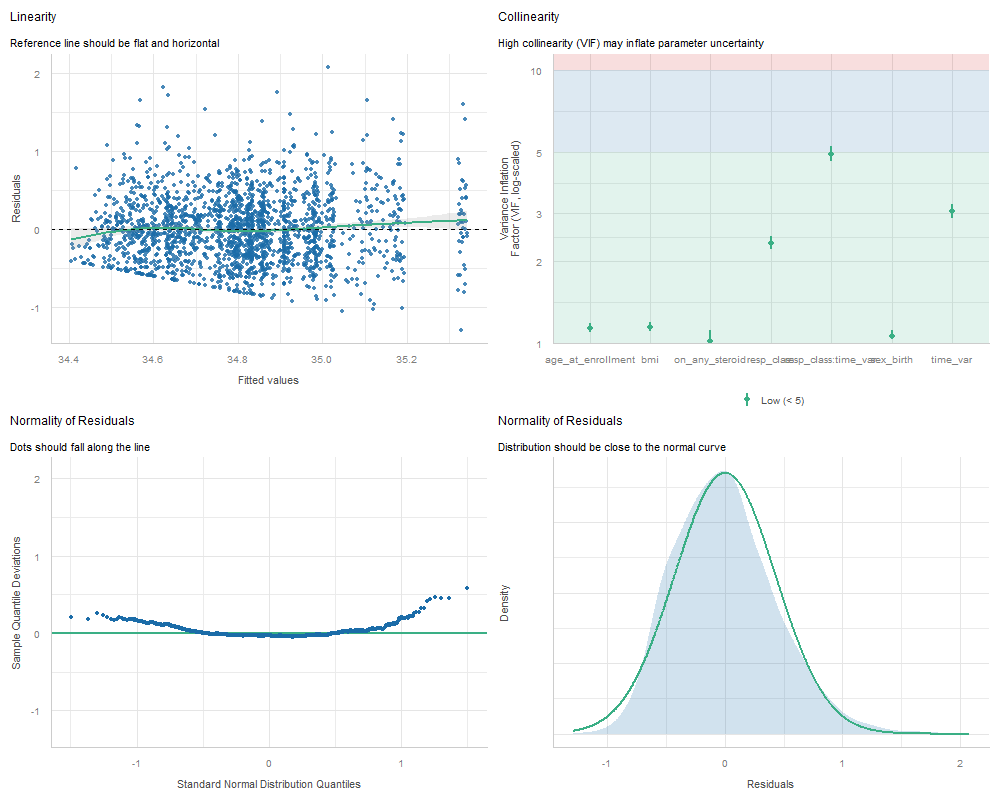 Linearity
Reference line should be flat and horizontal
2
1
0
-1
Residuals
34.4
34.6
34.8
35.0
35.2
Fitted values
Collinearity
High collinearity (VIF) may inflate parameter uncertainty
10
5
3
2
1
Variance Inflation
Factor (VIF, log-scaled)
age_at_enrollment
bmi
on_any_steroid
resp_class
resp_class:time_var
sex_birth
time_var
Low (< 5)
Normality of Residuals
Dots should fall along the line
2
1
0
-1
Sample Quantile Deviations
-1
0
1
Standard Normal Distribution Quantiles
Normality of Residuals
Distribution should be close to the normal curve
Density
-1
0
1
2
Residuals